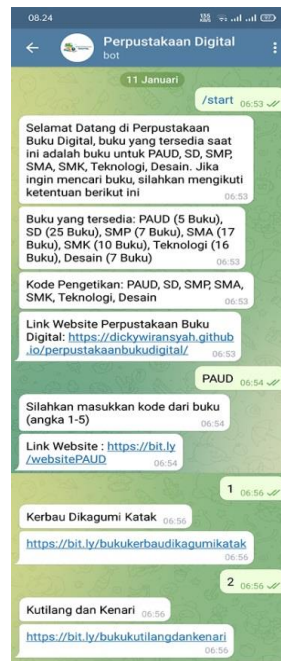 08.24
Perpustakaan Digital
bot
11 Januari
/start 06:53
Selamat Datang di Perpustakaan
Buku Digital, buku yang tersedia saat
ini adalah buku untuk PAUD, SD, SMP,
SMA, SMK, Teknologi, Desain. Jika
ingin mencari buku, silahkan mengikuti
ketentuan berikut ini 06:53
Buku yang tersedia: PAUD (5 Buku),
SD (25 Buku), SMP (7 Buku), SMA (17
Buku), SMK (10 Buku), Teknologi (16
Buku), Desain (7 Buku) 06:53
Kode Pengetikan: PAUD, SD, SMP, SMA,
SMK, Teknologi, Desain 06:53
Link Website Perpustakaan Buku
Digital: https://dickywiransyah.github
.io/perpustakaanbukudigital/ 06:53
PAUD 06:54
Silahkan masukkan kode dari buku
(angka 1-5) 06:54
Link Website : https://bit.ly
/websitePAUD 06:54
1 06:56
Kerbau Dikagumi Katak 06:56
https://bit.ly/bukukerbaudikagumikatak
06:56
2 06:56
Kutilang dan Kenari 06:56
https://bit.ly/bukukutilangdankenari
06:56